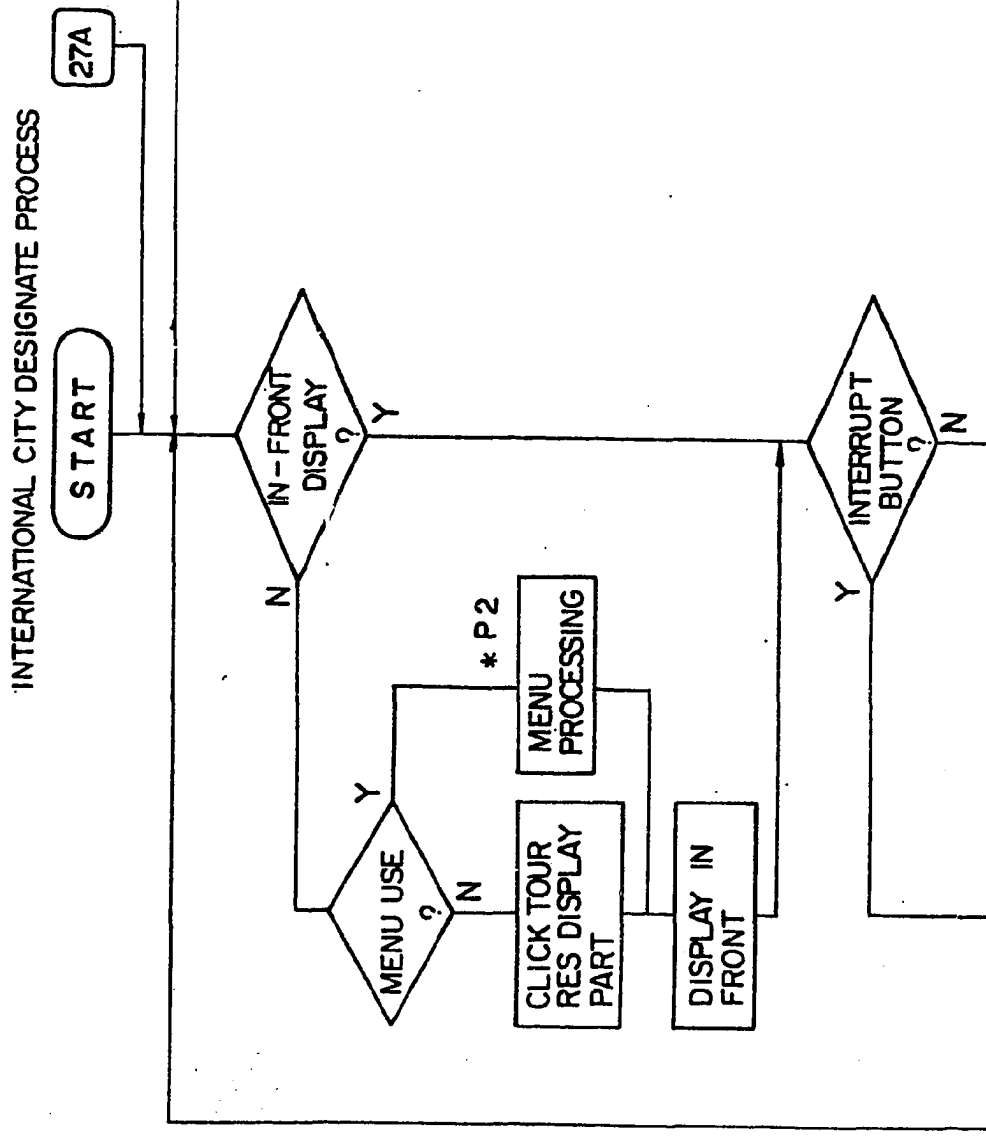 INTERNATIONAL CITY DESIGNATE PROCESS
START
27A
IN-FRONT
DISPLAY
?
N
Y
MENU USE
?
Y
N
* P2
MENU
PROCESSING
CLICK TOUR
RES DISPLAY
PART
DISPLAY IN
FRONT
INTERRUPT
BUTTON
?
Y
N